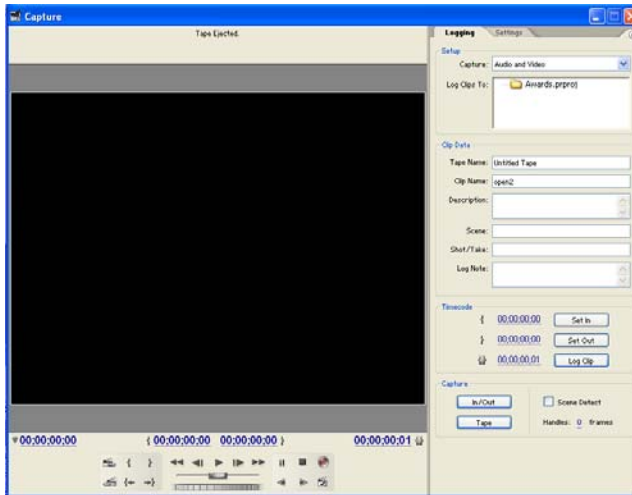 Capture
Tape Ejected.
Logging Settings
Setup
Capture: Audio and Video
Log Clips To: Awards.prproj
Clip Data
Tape Name: Untitled Tape
Clip Name: open2
Description:
Scene:
Shot/Take:
Log Note:
Timecode
{ 00;00;00;00 Set In
} 00;00;00;00 Set Out
{} 00;00;00;01 Log Clip
Capture
In/Out Scene Detect
Tape Handles: 0 frames
00;00;00;00 { 00;00;00;00 00;00;00;00 } 00;00;00;01 {}
{ }
{← →}